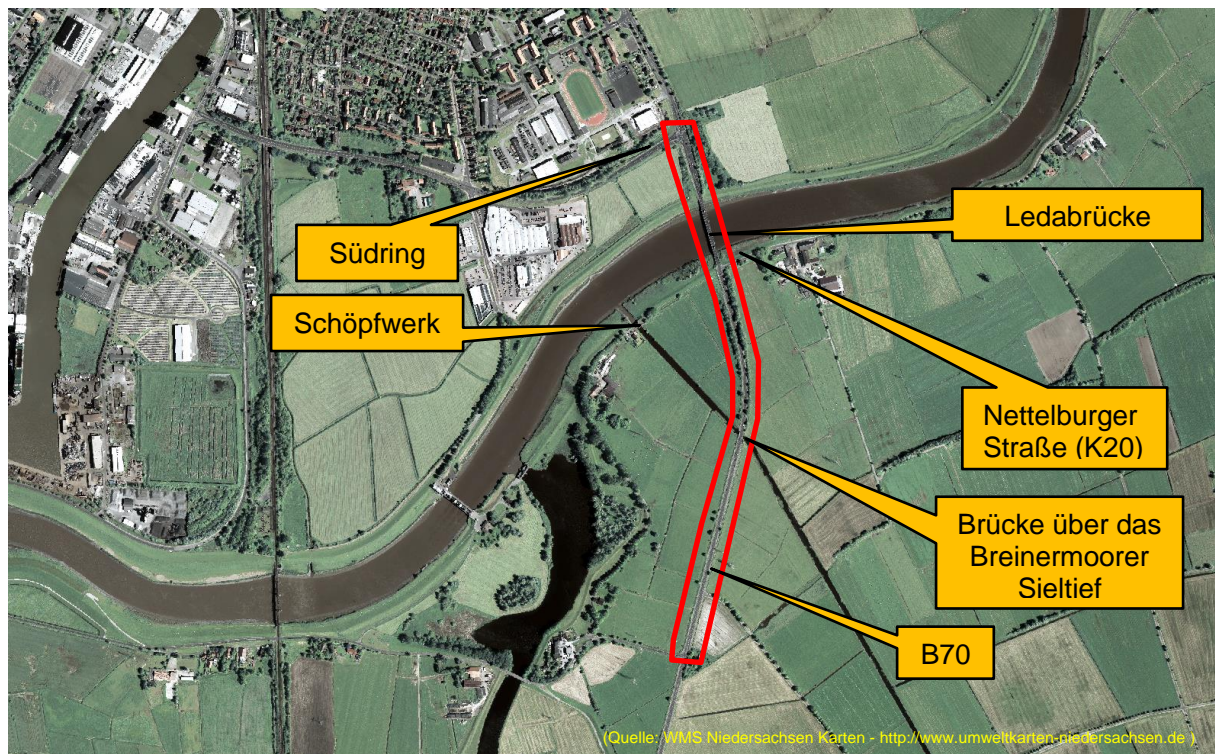 Südring
Ledabrücke
Schöpfwerk
Nettelburger
Straße (K20)
Brücke über das
Breinermoorer
Sieltief
B70
(Quelle: WMS Niedersachsen Karten - http://www.umweltkarten-niedersachsen.de )